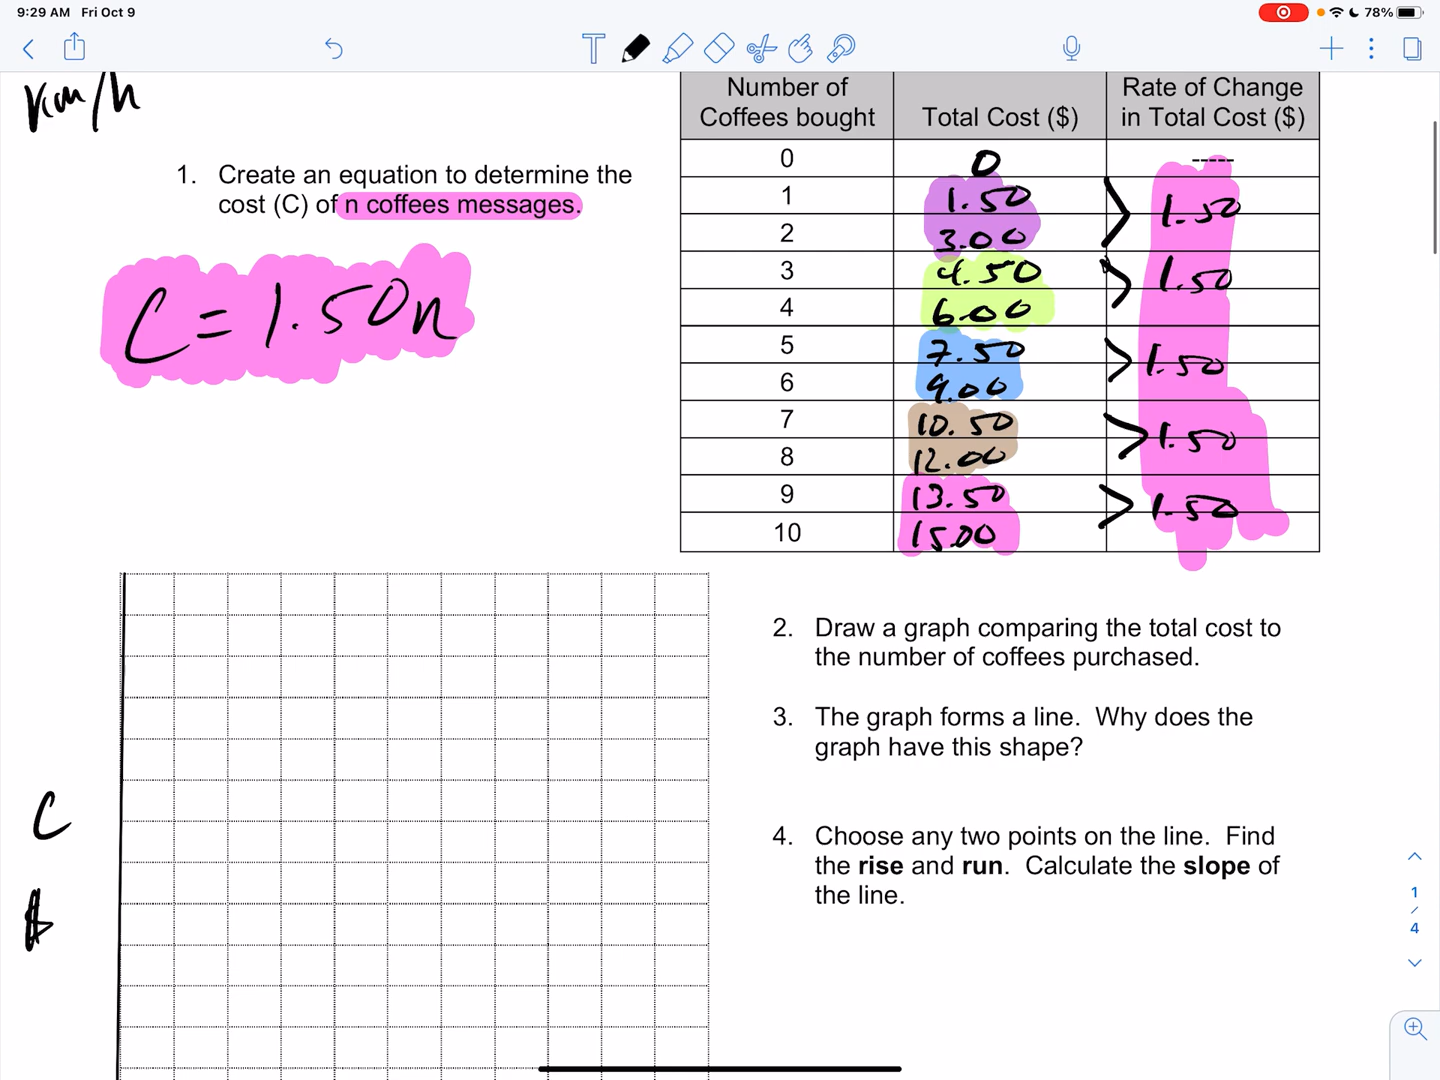 9:29 AM Fri Oct 9
78%
T
km/h
1. Create an equation to determine the
cost (C) of n coffees messages.
C = 1.50n
Number of Coffees bought Total Cost ($) Rate of Change in Total Cost ($)
0 0 -----
1 1.50 1.50
2 3.00
3 4.50 1.50
4 6.00
5 7.50 1.50
6 9.00
7 10.50 1.50
8 12.00
9 13.50 1.50
10 15.00
C
$
2. Draw a graph comparing the total cost to
the number of coffees purchased.
3. The graph forms a line. Why does the
graph have this shape?
4. Choose any two points on the line. Find
the rise and run. Calculate the slope of
the line.
1
/
4